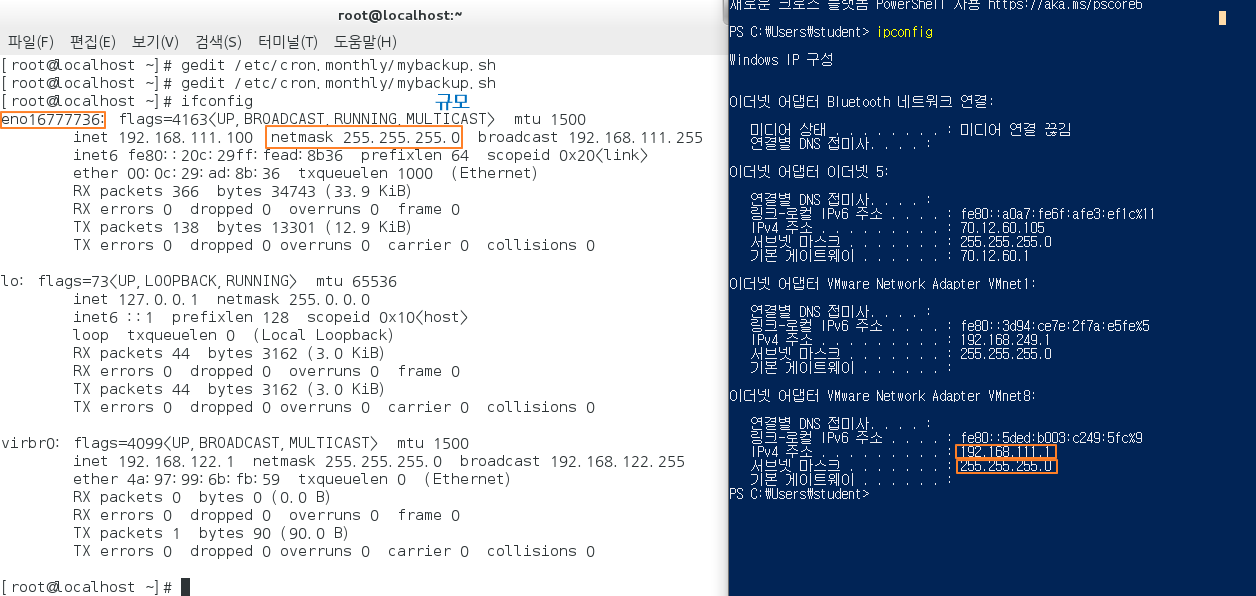 root@localhost:~
파일(F) 편집(E) 보기(V) 검색(S) 터미널(T) 도움말(H)
[root@localhost ~]# gedit /etc/cron.monthly/mybackup.sh
[root@localhost ~]# gedit /etc/cron.monthly/mybackup.sh
[root@localhost ~]# ifconfig
규모
eno16777736: flags=4163<UP,BROADCAST,RUNNING,MULTICAST> mtu 1500
inet 192.168.111.100 netmask 255.255.255.0 broadcast 192.168.111.255
inet6 fe80::20c:29ff:fead:8b36 prefixlen 64 scopeid 0x20<link>
ether 00:0c:29:ad:8b:36 txqueuelen 1000 (Ethernet)
RX packets 366 bytes 34743 (33.9 KiB)
RX errors 0 dropped 0 overruns 0 frame 0
TX packets 138 bytes 13301 (12.9 KiB)
TX errors 0 dropped 0 overruns 0 carrier 0 collisions 0
lo: flags=73<UP,LOOPBACK,RUNNING> mtu 65536
inet 127.0.0.1 netmask 255.0.0.0
inet6 ::1 prefixlen 128 scopeid 0x10<host>
loop txqueuelen 0 (Local Loopback)
RX packets 44 bytes 3162 (3.0 KiB)
RX errors 0 dropped 0 overruns 0 frame 0
TX packets 44 bytes 3162 (3.0 KiB)
TX errors 0 dropped 0 overruns 0 carrier 0 collisions 0
virbr0: flags=4099<UP,BROADCAST,MULTICAST> mtu 1500
inet 192.168.122.1 netmask 255.255.255.0 broadcast 192.168.122.255
ether 4a:97:99:6b:fb:59 txqueuelen 0 (Ethernet)
RX packets 0 bytes 0 (0.0 B)
RX errors 0 dropped 0 overruns 0 frame 0
TX packets 1 bytes 90 (90.0 B)
TX errors 0 dropped 0 overruns 0 carrier 0 collisions 0
[root@localhost ~]#
새로운 크로스 플랫폼 PowerShell 사용 https://aka.ms/pscore6
PS C:\Users\student> ipconfig
Windows IP 구성
이더넷 어댑터 Bluetooth 네트워크 연결:
미디어 상태 . . . . . . . . : 미디어 연결 끊김
연결별 DNS 접미사. . . . :
이더넷 어댑터 이더넷 5:
연결별 DNS 접미사. . . . :
링크-로컬 IPv6 주소 . . . . : fe80::a0a7:fe6f:afe3:ef1c%11
IPv4 주소 . . . . . . . . . : 70.12.60.105
서브넷 마스크 . . . . . . . : 255.255.255.0
기본 게이트웨이 . . . . . . : 70.12.60.1
이더넷 어댑터 VMware Network Adapter VMnet1:
연결별 DNS 접미사. . . . :
링크-로컬 IPv6 주소 . . . . : fe80::3d94:ce7e:2f7a:e5fe%5
IPv4 주소 . . . . . . . . . : 192.168.249.1
서브넷 마스크 . . . . . . . : 255.255.255.0
기본 게이트웨이 . . . . . . :
이더넷 어댑터 VMware Network Adapter VMnet8:
연결별 DNS 접미사. . . . :
링크-로컬 IPv6 주소 . . . . : fe80::5ded:b003:c249:5fc%9
IPv4 주소 . . . . . . . . . : 192.168.111.1
서브넷 마스크 . . . . . . . : 255.255.255.0
기본 게이트웨이 . . . . . . :
PS C:\Users\student>